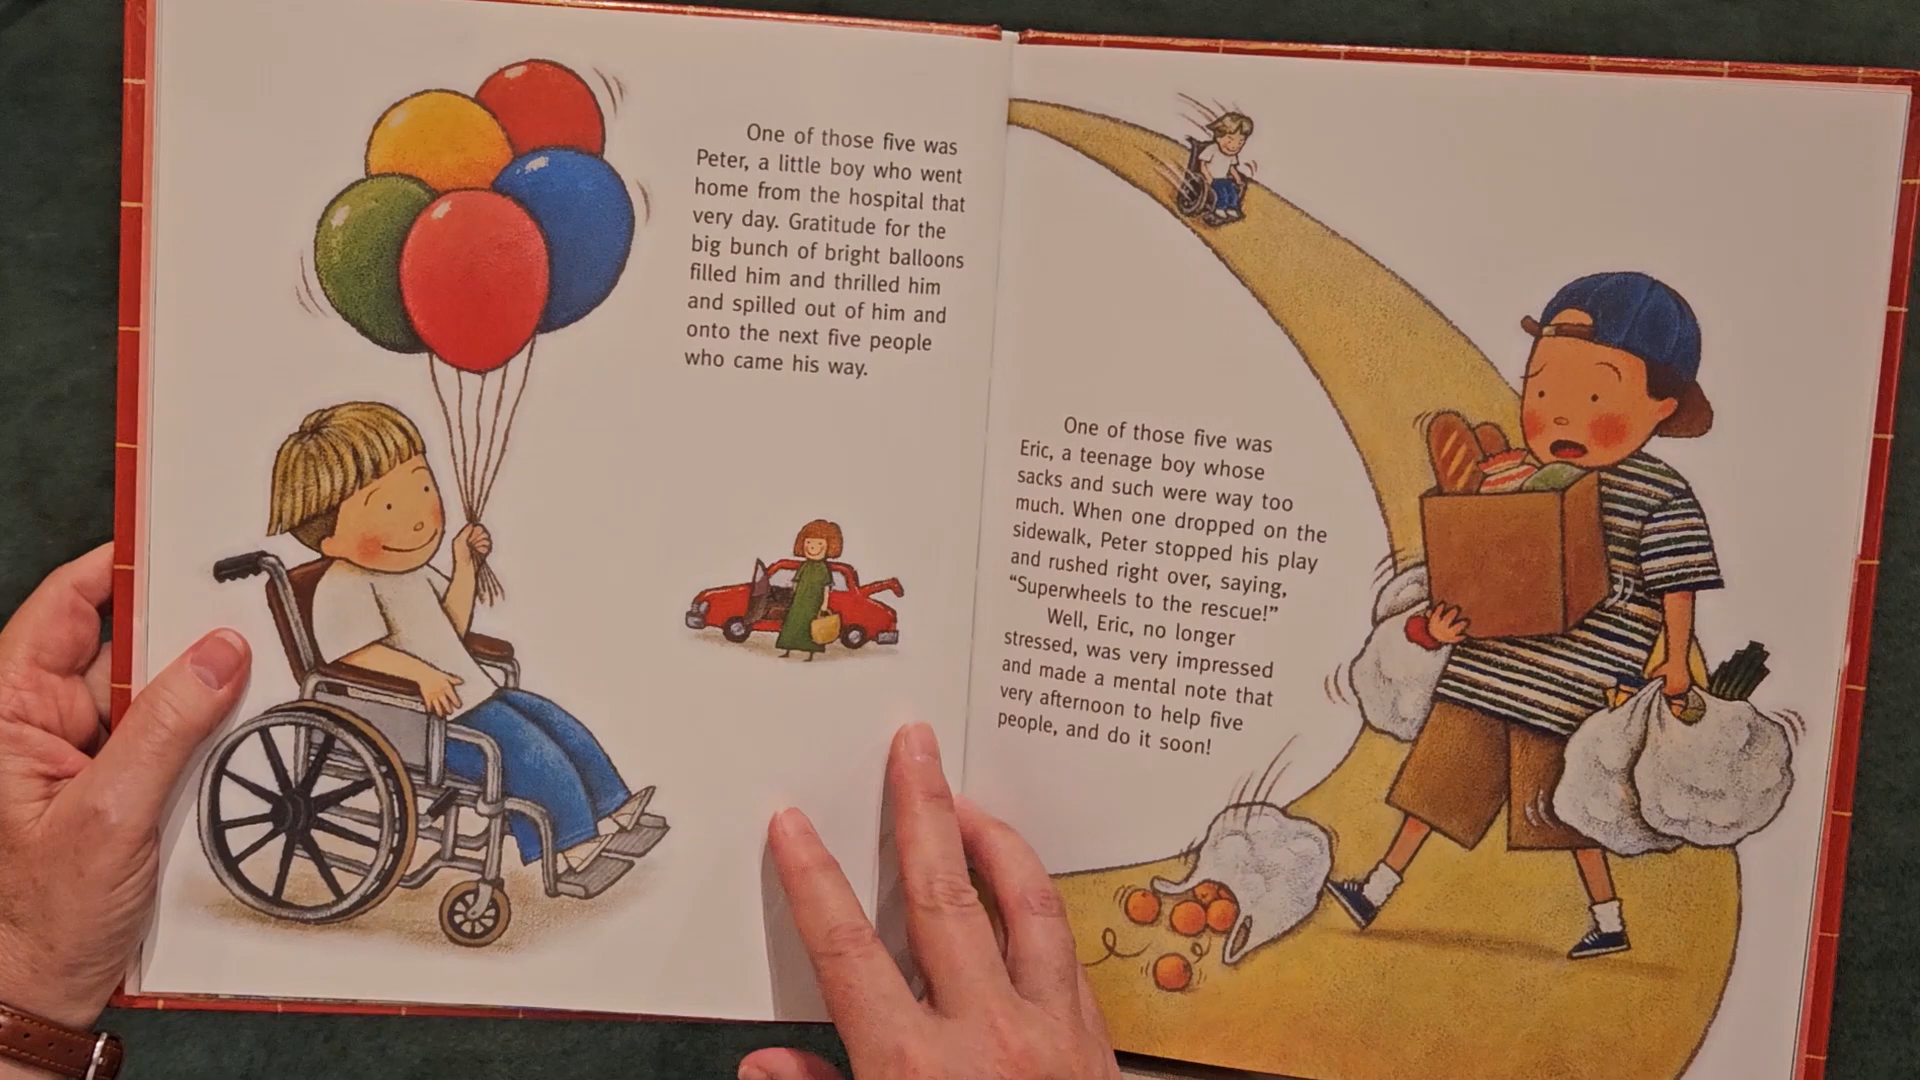 One of those five was
Peter, a little boy who went
home from the hospital that
very day. Gratitude for the
big bunch of bright balloons
filled him and thrilled him
and spilled out of him and
onto the next five people
who came his way.
One of those five was
Eric, a teenage boy whose
sacks and such were way too
much. When one dropped on the
sidewalk, Peter stopped his play
and rushed right over, saying,
“Superwheels to the rescue!”
Well, Eric, no longer
stressed, was very impressed
and made a mental note that
very afternoon to help five
people, and do it soon!